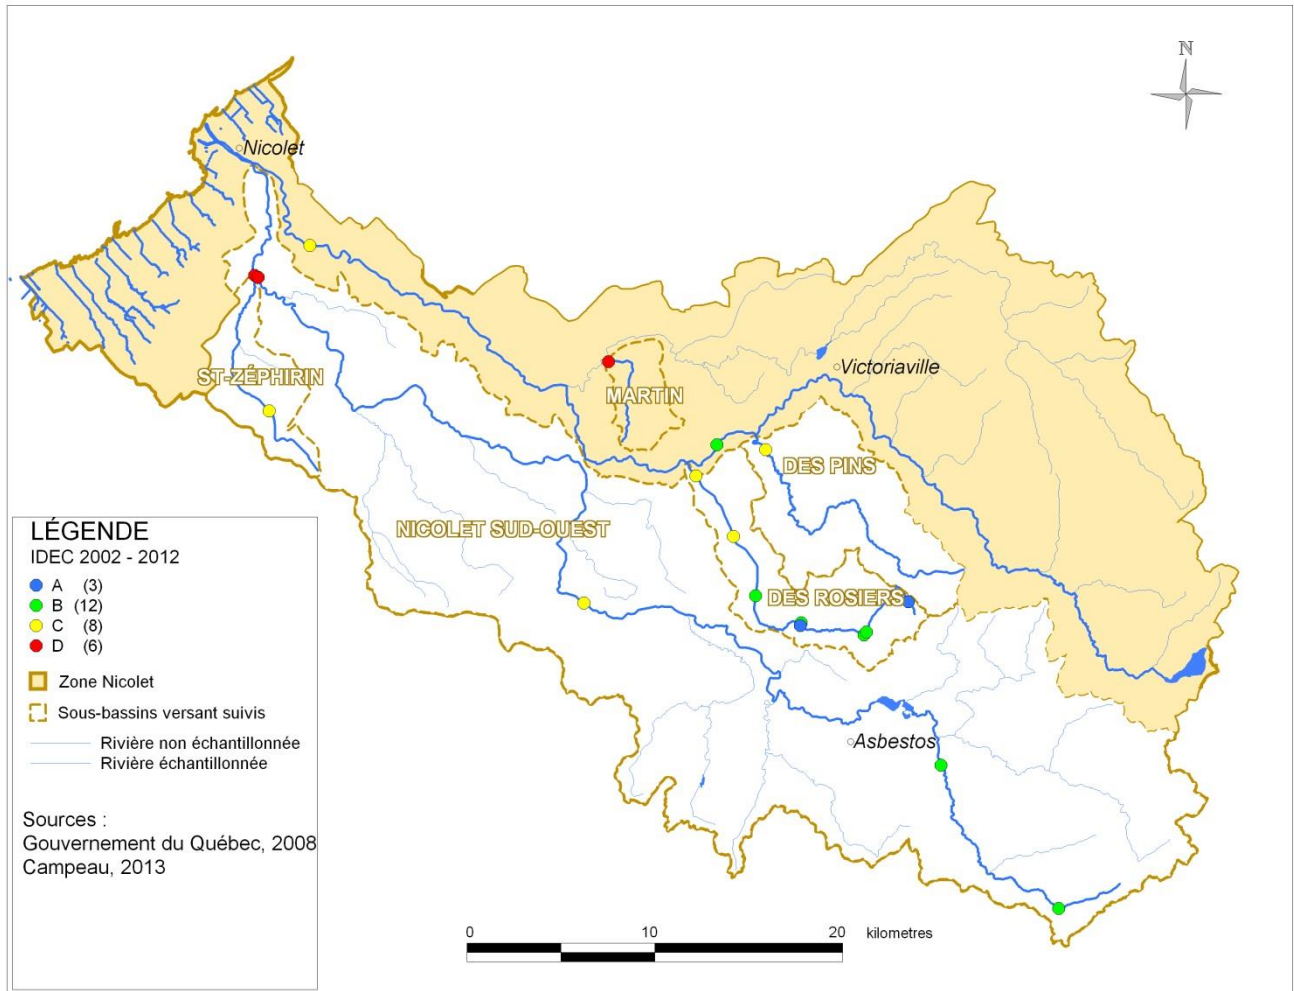 N
Nicolet
Victoriaville
ST-ZÉPHIRIN
MARTIN
DES PINS
NICOLET SUD-OUEST
DES ROSIERS
Asbestos
LÉGENDE
IDEC 2002 - 2012
A (3)
B (12)
C (8)
D (6)
Zone Nicolet
Sous-bassins versant suivis
Rivière non échantillonnée
Rivière échantillonnée
Sources :
Gouvernement du Québec, 2008
Campeau, 2013
0 10 20 kilometres